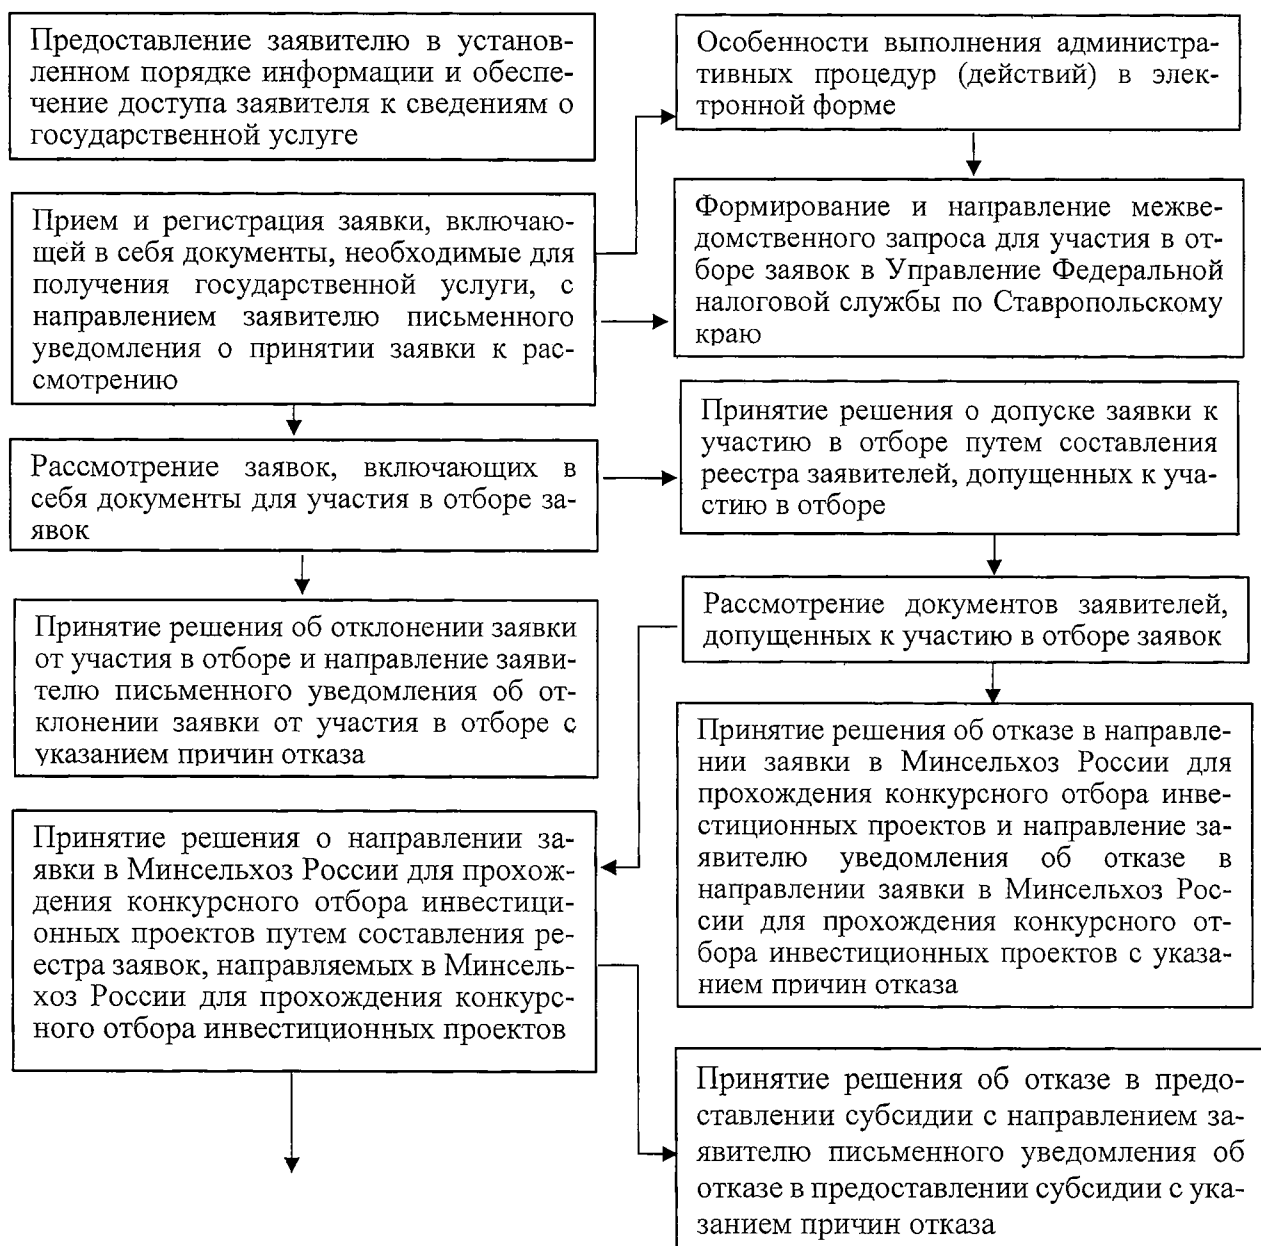 Предоставление заявителю в установ-
ленном порядке информации и обеспе-
чение доступа заявителя к сведениям о
государственной услуге
Особенности выполнения администра-
тивных процедур (действий) в элек-
тронной форме
Прием и регистрация заявки, включаю-
щей в себя документы, необходимые для
получения государственной услуги, с
направлением заявителю письменного
уведомления о принятии заявки к рас-
смотрению
Формирование и направление межве-
домственного запроса для участия в от-
боре заявок в Управление Федеральной
налоговой службы по Ставропольскому
краю
Рассмотрение заявок, включающих в
себя документы для участия в отборе за-
явок
Принятие решения о допуске заявки к
участию в отборе путем составления
реестра заявителей, допущенных к уча-
стию в отборе
Принятие решения об отклонении заявки
от участия в отборе и направление заяви-
телю письменного уведомления об от-
клонении заявки от участия в отборе с
указанием причин отказа
Рассмотрение документов заявителей,
допущенных к участию в отборе заявок
Принятие решения об отказе в направле-
нии заявки в Минсельхоз России для
прохождения конкурсного отбора инве-
стиционных проектов и направление за-
явителю уведомления об отказе в
направлении заявки в Минсельхоз Рос-
сии для прохождения конкурсного от-
бора инвестиционных проектов с указа-
нием причин отказа
Принятие решения о направлении за-
явки в Минсельхоз России для прохож-
дения конкурсного отбора инвестици-
онных проектов путем составления ре-
естра заявок, направляемых в Минсель-
хоз России для прохождения конкурс-
ного отбора инвестиционных проектов
Принятие решения об отказе в предо-
ставлении субсидии с направлением за-
явителю письменного уведомления об
отказе в предоставлении субсидии с ука-
занием причин отказа